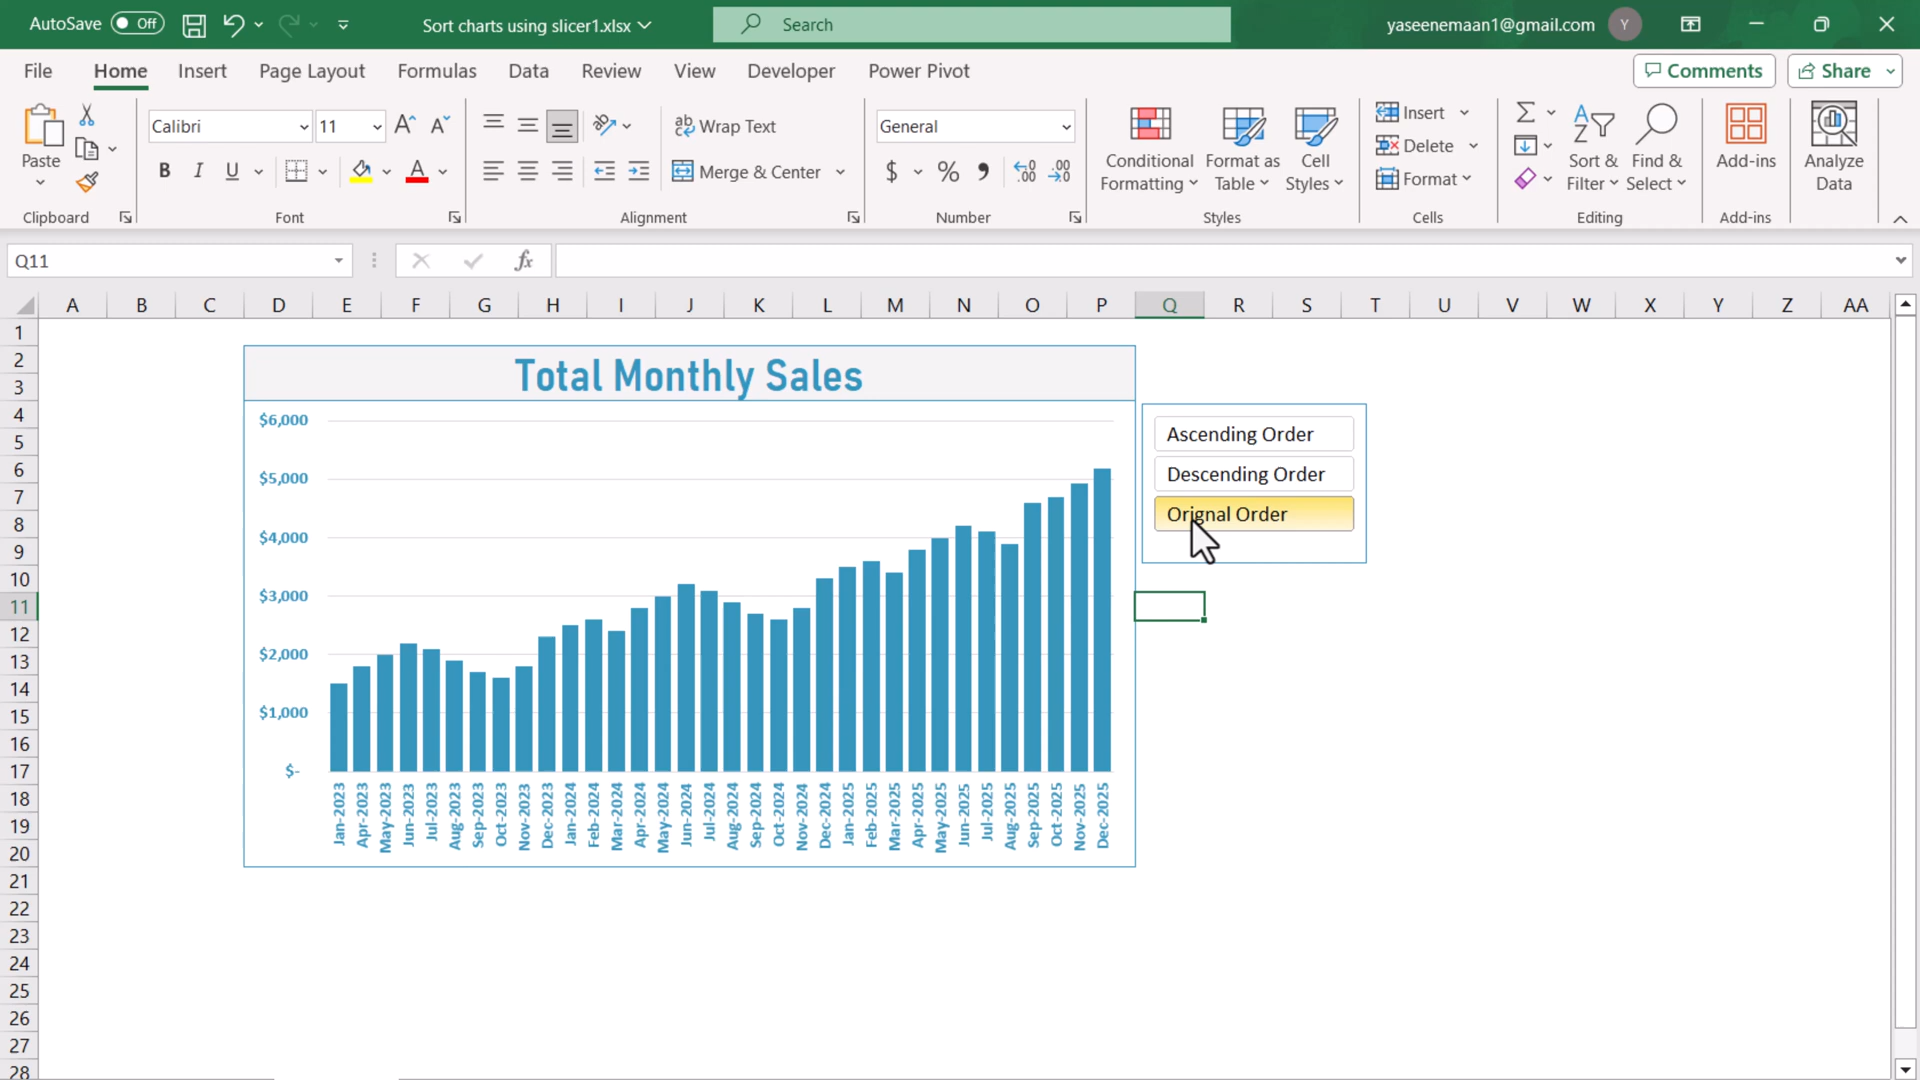 AutoSave Off Sort charts using slicer1.xlsx Search yaseenemaan1@gmail.com Y
File Home Insert Page Layout Formulas Data Review View Developer Power Pivot Comments Share
Calibri 11 Wrap Text General Insert
Paste Conditional Formatting Format as Table Cell Styles Delete Sort & Filter Find & Select Add-ins Analyze Data
B I U A Merge & Center $ % , Format
Clipboard Font Alignment Number Styles Cells Editing Add-ins
Q11 fx
A B C D E F G H I J K L M N O P Q R S T U V W X Y Z AA
1
2
3
4
5
6
7
8
9
10
11
12
13
14
15
16
17
18
19
20
21
22
23
24
25
26
27
28
Total Monthly Sales
$6,000
$5,000
$4,000
$3,000
$2,000
$1,000
$-
Jan-2023
Apr-2023
May-2023
Jun-2023
Jul-2023
Aug-2023
Sep-2023
Oct-2023
Nov-2023
Dec-2023
Jan-2024
Feb-2024
Mar-2024
Apr-2024
May-2024
Jun-2024
Jul-2024
Aug-2024
Sep-2024
Oct-2024
Nov-2024
Dec-2024
Jan-2025
Feb-2025
Mar-2025
Apr-2025
May-2025
Jun-2025
Jul-2025
Aug-2025
Sep-2025
Oct-2025
Nov-2025
Dec-2025
Ascending Order
Descending Order
Orignal Order